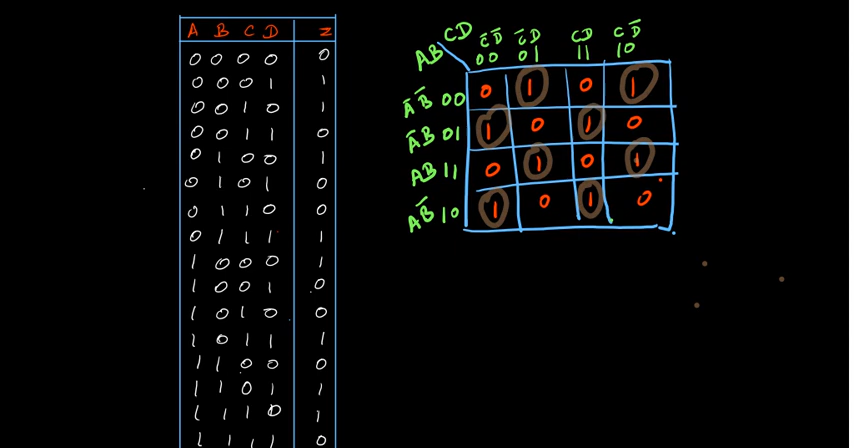 A B C D Z
0 0 0 0 0
0 0 0 1 1
0 0 1 0 1
0 0 1 1 0
0 1 0 0 1
0 1 0 1 0
0 1 1 0 0
0 1 1 1 1
1 0 0 0 1
1 0 0 1 0
1 0 1 0 0
1 0 1 1 1
1 1 0 0 0
1 1 0 1 1
1 1 1 0 1
1 1 1 1 0
CD
AB
C̅D̅ C̅D CD CD̅
00 01 11 10
A̅B̅ 00 0 1 0 1
A̅B 01 1 0 1 0
AB 11 0 1 0 1
AB̅ 10 1 0 1 0